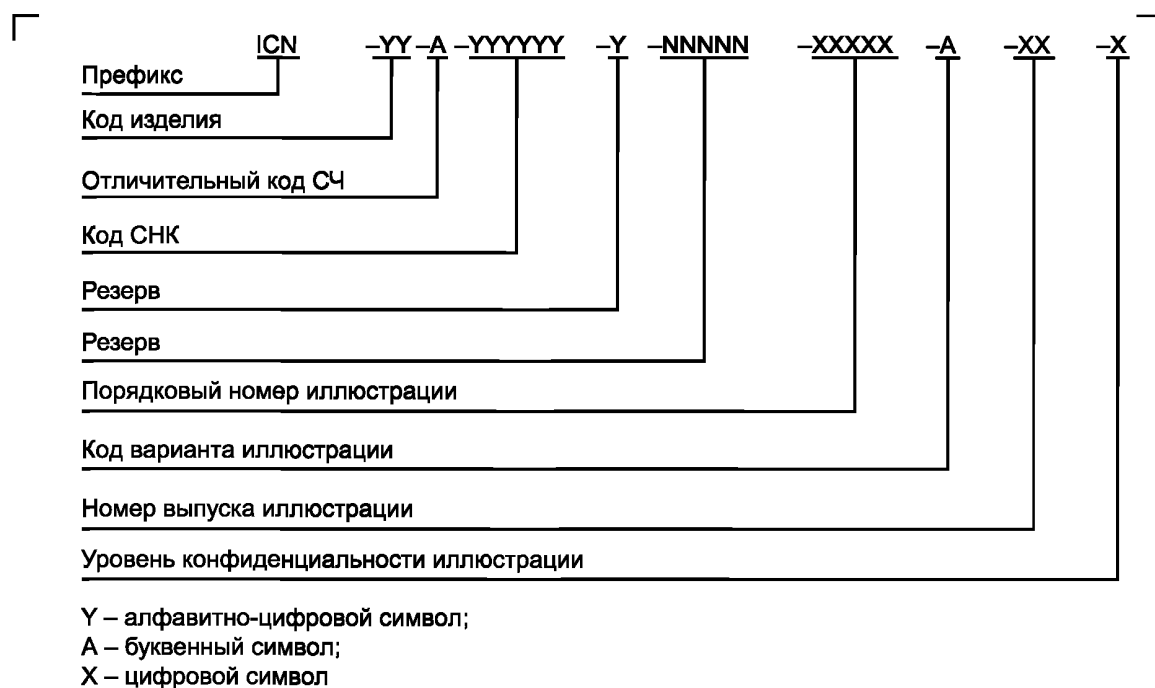 ICN –YY –A –YYYYYY –Y –NNNNN –XXXXX –A –XX –X
Префикс
Код изделия
Отличительный код СЧ
Код СНК
Резерв
Резерв
Порядковый номер иллюстрации
Код варианта иллюстрации
Номер выпуска иллюстрации
Уровень конфиденциальности иллюстрации
Y – алфавитно-цифровой символ;
A – буквенный символ;
X – цифровой символ